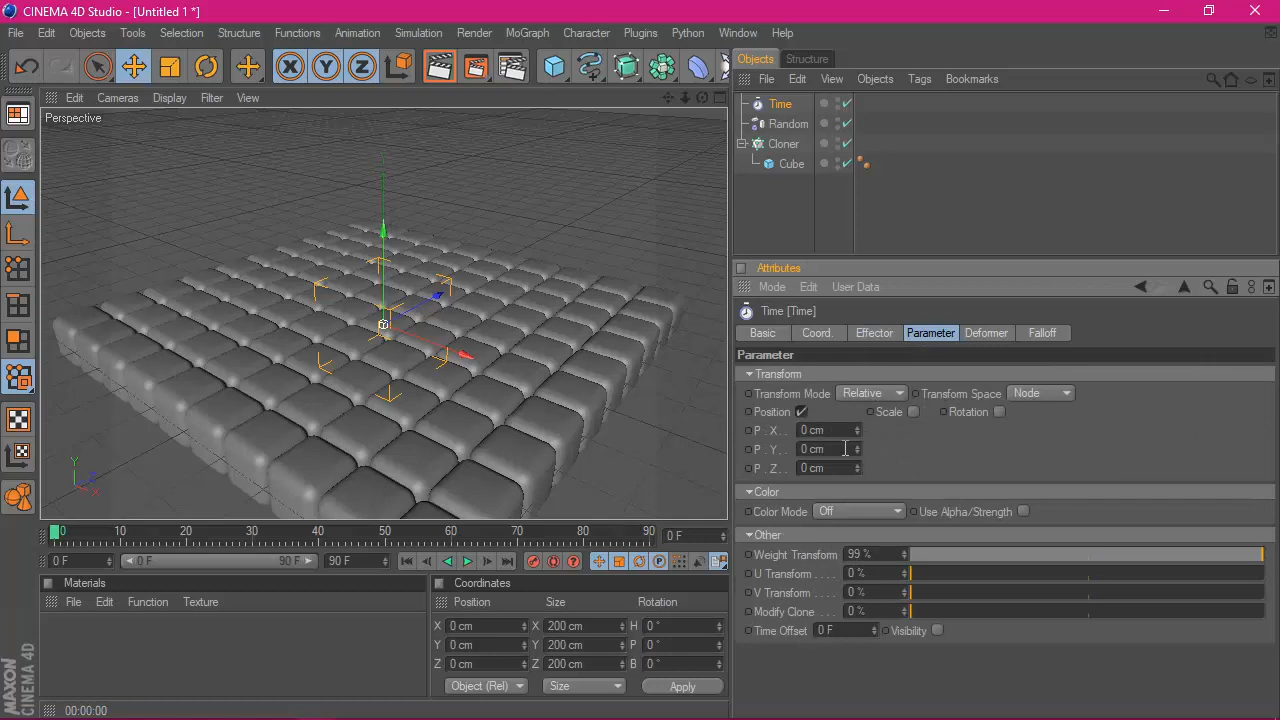 CINEMA 4D Studio - [Untitled 1 *]
File Edit Objects Tools Selection Structure Functions Animation Simulation Render MoGraph Character Plugins Python Window Help
X Y Z
Objects Structure
File Edit View Objects Tags Bookmarks
Edit Cameras Display Filter View
Perspective
Time
Random
Cloner
Cube
Attributes
Mode Edit User Data
Time [Time]
Basic Coord. Effector Parameter Deformer Falloff
Parameter
Transform
Transform Mode Relative Transform Space Node
Position Scale Rotation
P . X . . 0 cm
P . Y . . 0 cm
P . Z . . 0 cm
Color
Color Mode Off Use Alpha/Strength
Other
Weight Transform 99 %
U Transform . . . . 0 %
V Transform . . . . 0 %
Modify Clone . . . 0 %
Time Offset 0 F Visibility
Y
Z
X
0 10 20 30 40 50 60 70 80 90 0 F
0 F 0 F 90 F 90 F
Materials
File Edit Function Texture
Coordinates
Position Size Rotation
X 0 cm X 200 cm H 0 °
Y 0 cm Y 200 cm P 0 °
Z 0 cm Z 200 cm B 0 °
Object (Rel) Size Apply
MAXON
CINEMA 4D
00:00:00